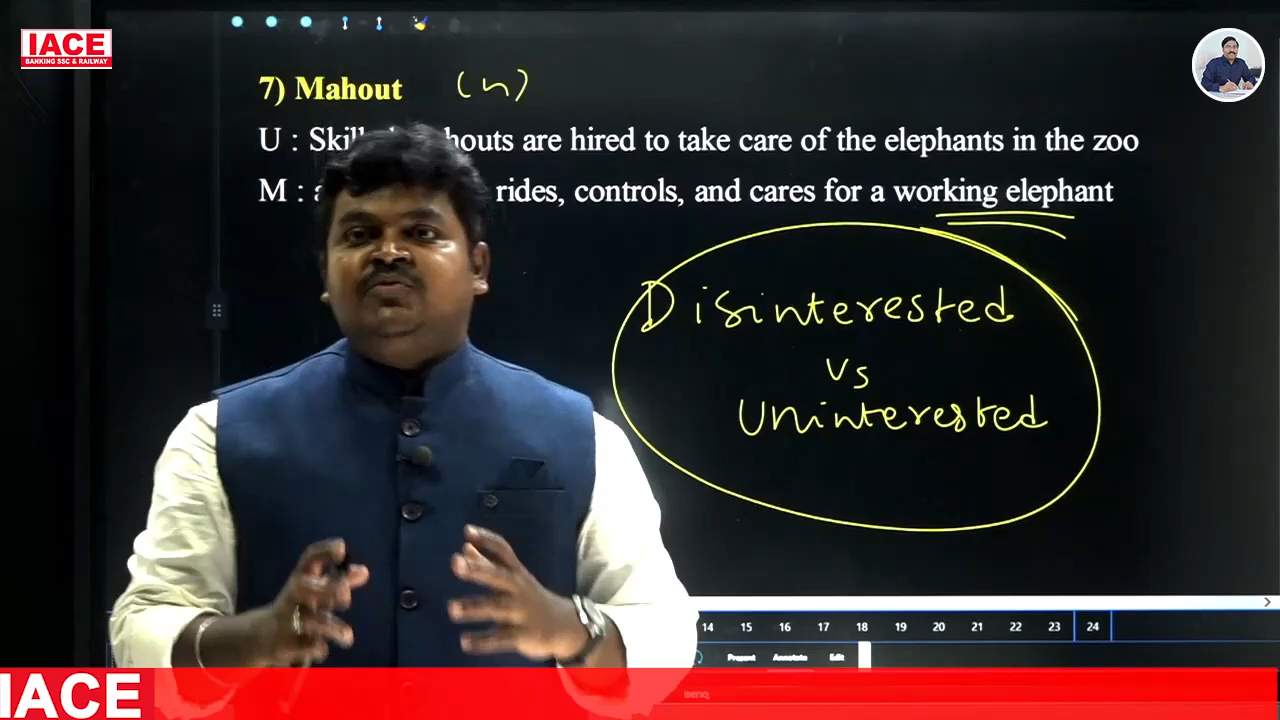 IACE
BANKING SSC & RAILWAY
7) Mahout (n)
U : are hired to take care of the elephants in the zoo
M : rides, controls, and cares for a working elephant
Disinterested
vs
Uninterested
14 15 16 17 18 19 20 21 22 23 24
Present Annotate Edit
BenQ
IACE